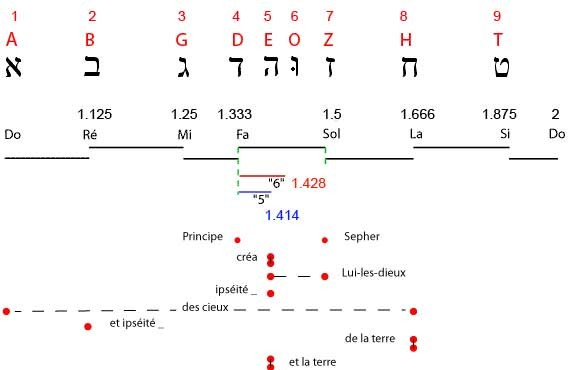 1 2 3 4 5 6 7 8 9
A B G D E O Z H T
א ב ג ד ה וּ ז ח ט
1.125 1.25 1.333 1.5 1.666 1.875 2
Do Ré Mi Fa Sol La Si Do
"6" 1.428
"5"
1.414
Principe Sepher
créa
Lui-les-dieux
ipséité _
des cieux
et ipséité _
de la terre
et la terre